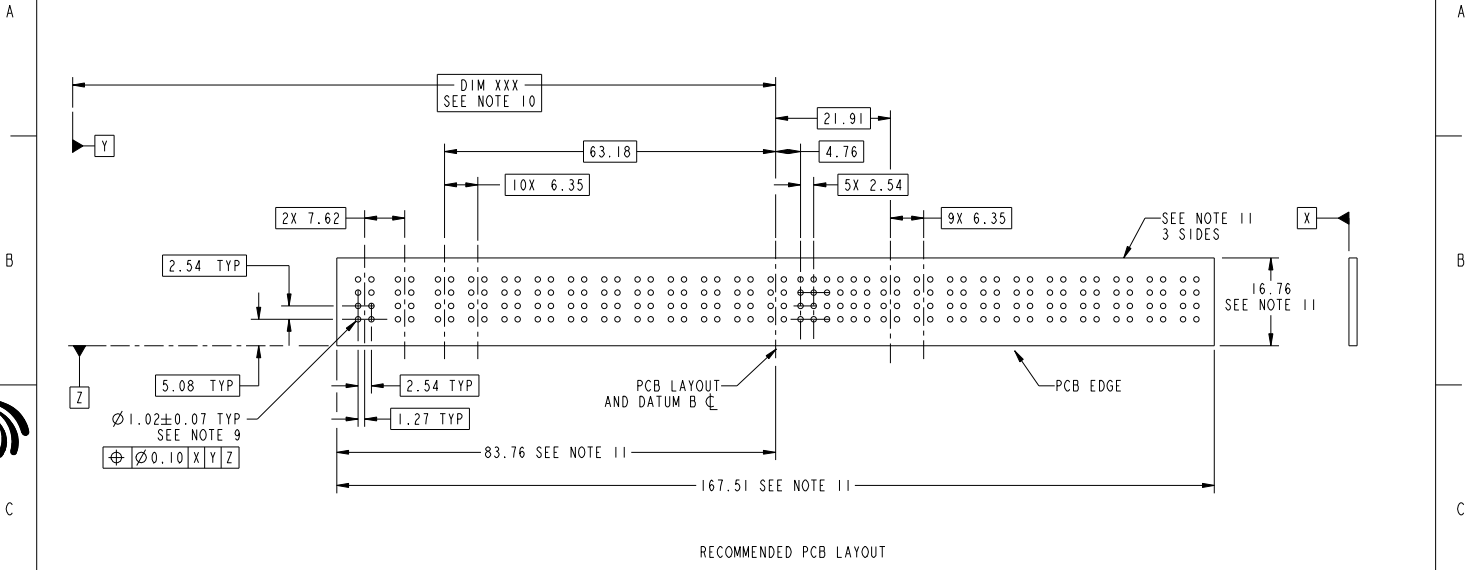 A
A
DIM XXX
SEE NOTE 10
21.91
Y
63.18
4.76
10X 6.35
5X 2.54
2X 7.62
9X 6.35
SEE NOTE 11
3 SIDES
X
B
B
2.54 TYP
16.76
SEE NOTE 11
5.08 TYP
2.54 TYP
PCB LAYOUT
AND DATUM B ℄
PCB EDGE
Z
Ø1.02±0.07 TYP
SEE NOTE 9
1.27 TYP
⌖ Ø0.10 X Y Z
83.76 SEE NOTE 11
167.51 SEE NOTE 11
C
C
RECOMMENDED PCB LAYOUT